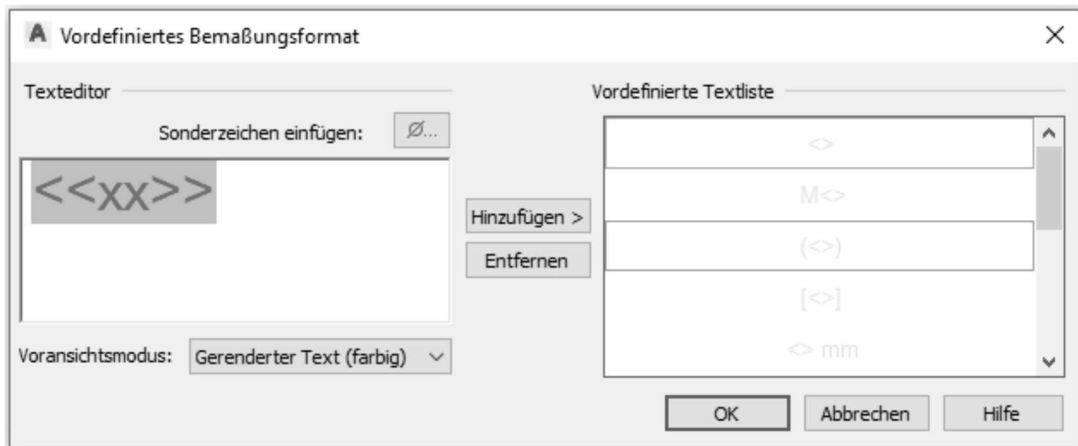 A Vordefiniertes Bemaßungsformat
Texteditor
Sonderzeichen einfügen: Ø...
<<xx>>
Voransichtsmodus: Gerenderter Text (farbig)
Hinzufügen >
Entfernen
Vordefinierte Textliste
<>
M<>
(<>)
[<>]
<> mm
OK Abbrechen Hilfe